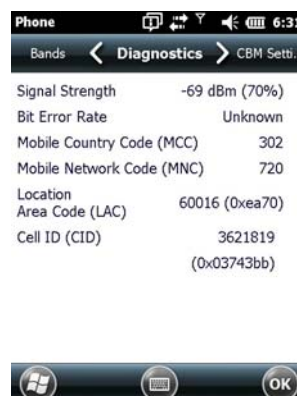 Phone 6:3
Bands Diagnostics CBM Setti
Signal Strength -69 dBm (70%)
Bit Error Rate Unknown
Mobile Country Code (MCC) 302
Mobile Network Code (MNC) 720
Location
Area Code (LAC) 60016 (0xea70)
Cell ID (CID) 3621819
(0x03743bb)
OK